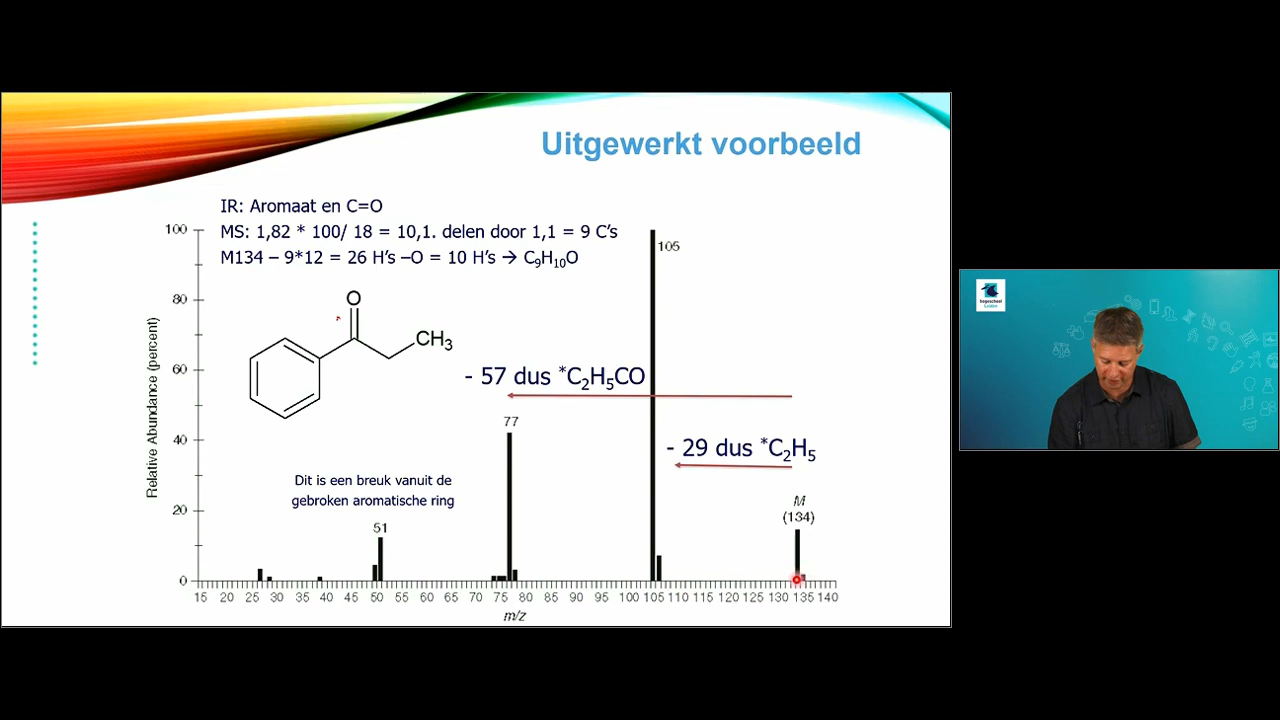 Uitgewerkt voorbeeld
IR: Aromaat en C=O
MS: 1,82 * 100/ 18 = 10,1. delen door 1,1 = 9 C's
M134 – 9*12 = 26 H's –O = 10 H's → C₉H₁₀O
O
CH₃
- 57 dus *C₂H₅CO
- 29 dus *C₂H₅
Dit is een breuk vanuit de
gebroken aromatische ring
105
77
51
M
(134)
Relative Abundance (percent)
100
80
60
40
20
0
15 20 25 30 35 40 45 50 55 60 65 70 75 80 85 90 95 100 105 110 115 120 125 130 135 140
m/z
hogeschool
Leiden